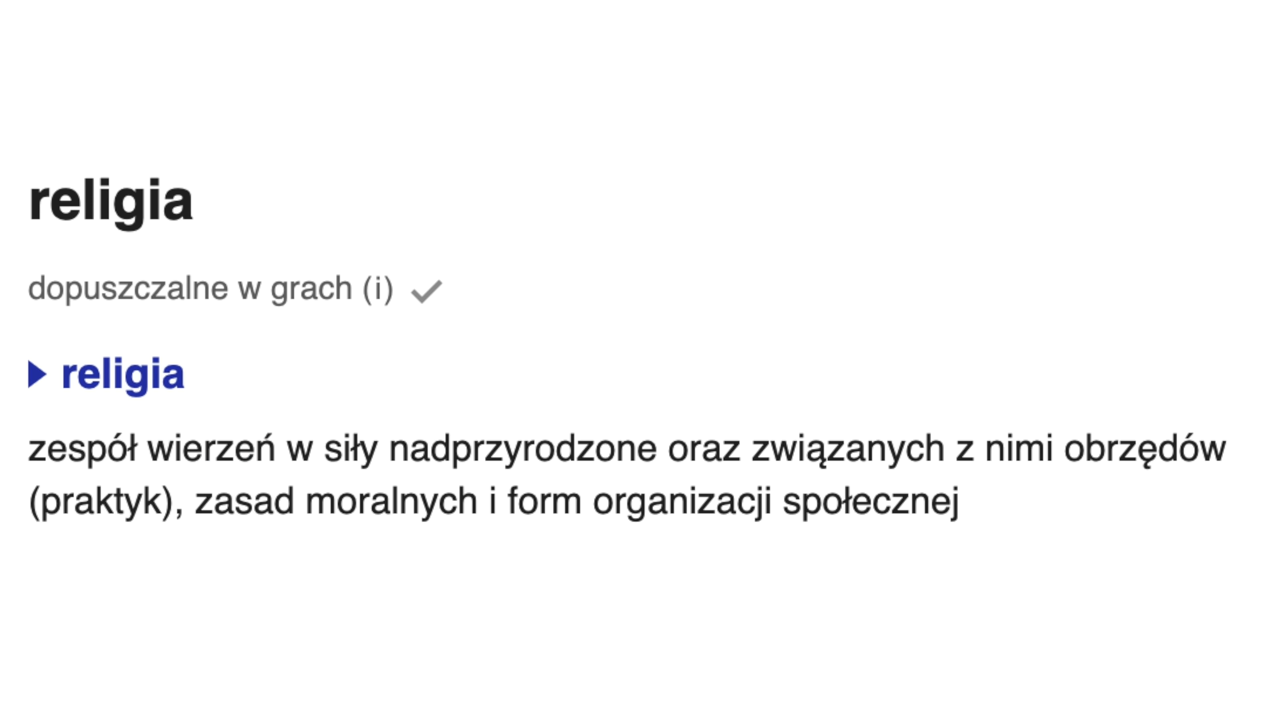 religia
dopuszczalne w grach (i)
religia
zespół wierzeń w siły nadprzyrodzone oraz związanych z nimi obrzędów
(praktyk), zasad moralnych i form organizacji społecznej